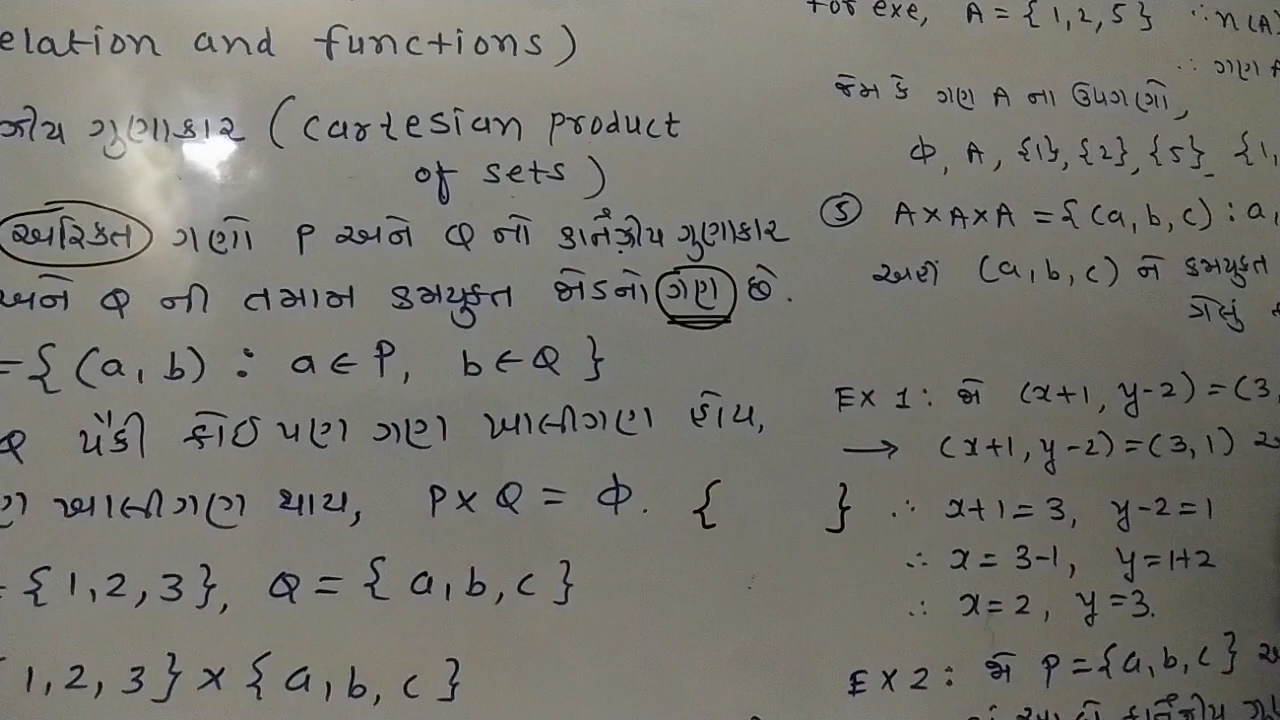 elation and functions)
ગુણાકાર (cartesian product
of sets)
અરિક્ત ગણો P અને Q નો કાર્તેઝીય ગુણાકાર
અને Q ની તમામ ક્રમયુક્ત જોડનો ગણ છે.
={(a, b) : a ∈ P, b ∈ Q }
Q પૈકી કોઈ પણ ગણ ખાલીગણ હોય,
ખાલીગણ થાય, P x Q = Φ. { }
= {1, 2, 3}, Q = { a, b, c }
1, 2, 3} x { a, b, c }
For exe, A = {1, 2, 5} ∴ n(A)
∴ ગણ A
કેમ કે ગણ A ના ઉપગણો,
Φ, A, {1}, {2}, {5} {1,
⑤ A×A×A = {(a, b, c) : a,
અહીં (a, b, c) ને ક્રમયુક્ત
EX 1 : જો (x+1, y-2) = (3,
→ (x+1, y-2) = (3, 1)
∴ x+1 = 3, y-2 = 1
∴ x = 3-1, y = 1+2
∴ x = 2, y = 3.
EX 2 : જો P = {a, b, c}
કાર્તેઝીય